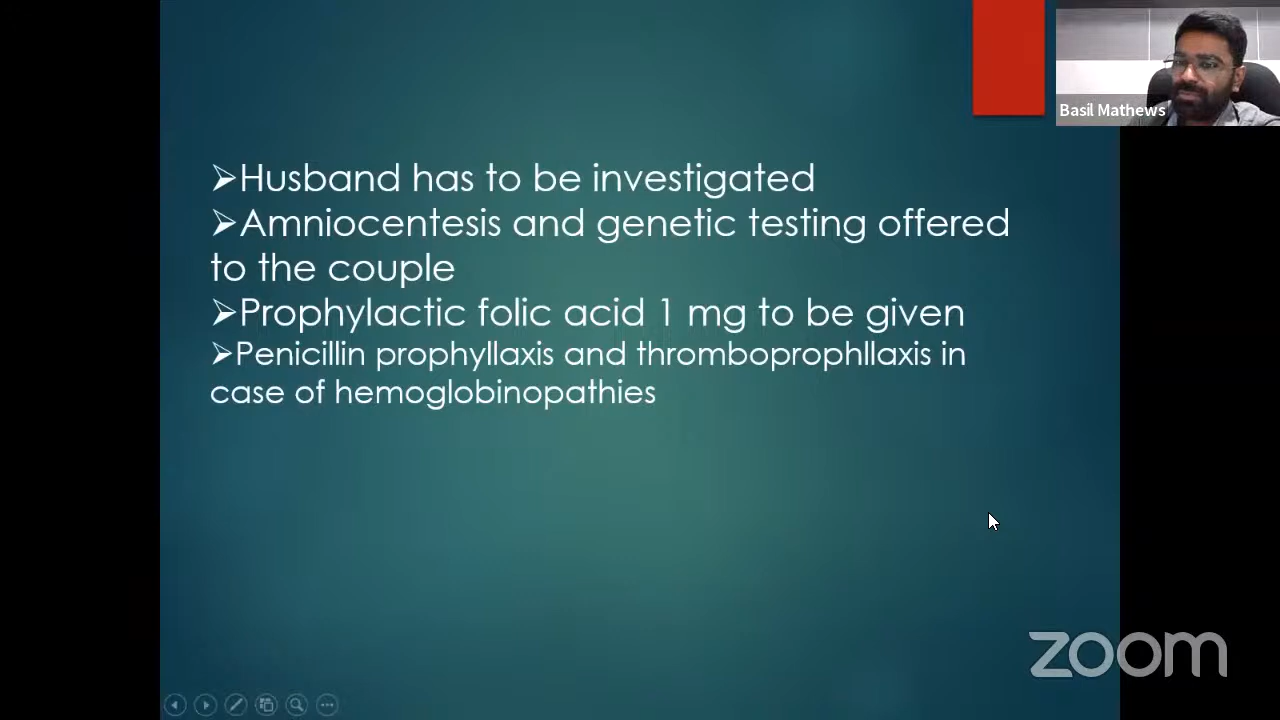 Basil Mathews
➢Husband has to be investigated
➢Amniocentesis and genetic testing offered
to the couple
➢Prophylactic folic acid 1 mg to be given
➢Penicillin prophyllaxis and thromboprophllaxis in
case of hemoglobinopathies
zoom